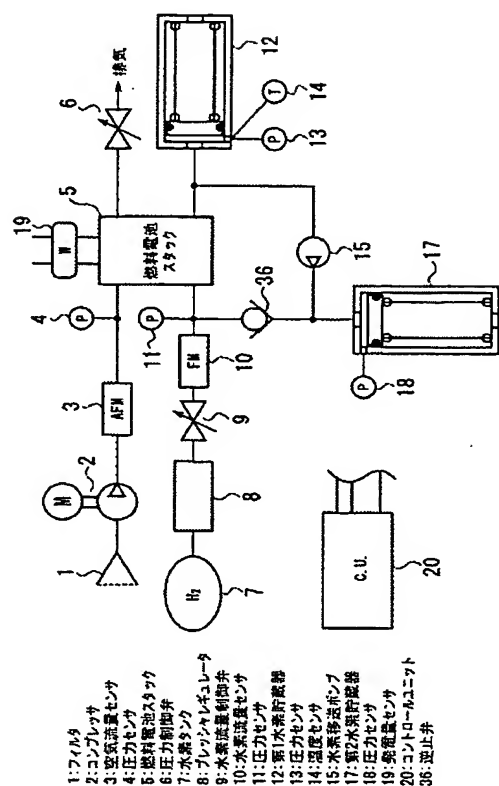 19
W
5
6
排気
4
P
燃料電池
スタック
12
3
AFM
2
M
1
11
P
T
14
P
13
15
36
10
FM
9
8
7
H2
17
P
18
C.U.
20
1:フィルタ
2:コンプレッサ
3:空気流量センサ
4:圧力センサ
5:燃料電池スタック
6:圧力制御弁
7:水素タンク
8:プレッシャレギュレータ
9:水素流量制御弁
10:水素流量センサ
11:圧力センサ
12:第1水素貯蔵器
13:圧力センサ
14:温度センサ
15:水素移送ポンプ
17:第2水素貯蔵器
18:圧力センサ
19:発電量センサ
20:コントロールユニット
36:逆止弁